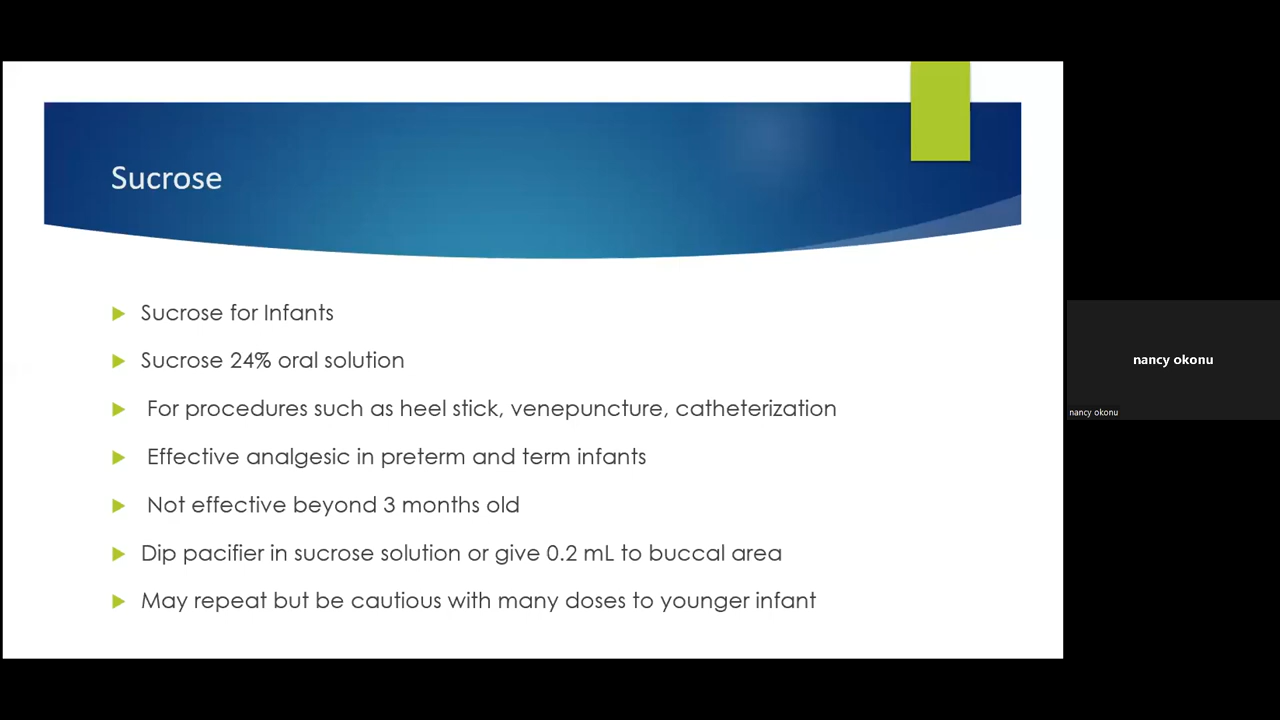 Sucrose
Sucrose for Infants
Sucrose 24% oral solution
For procedures such as heel stick, venepuncture, catheterization
Effective analgesic in preterm and term infants
Not effective beyond 3 months old
Dip pacifier in sucrose solution or give 0.2 mL to buccal area
May repeat but be cautious with many doses to younger infant
nancy okonu
nancy okonu